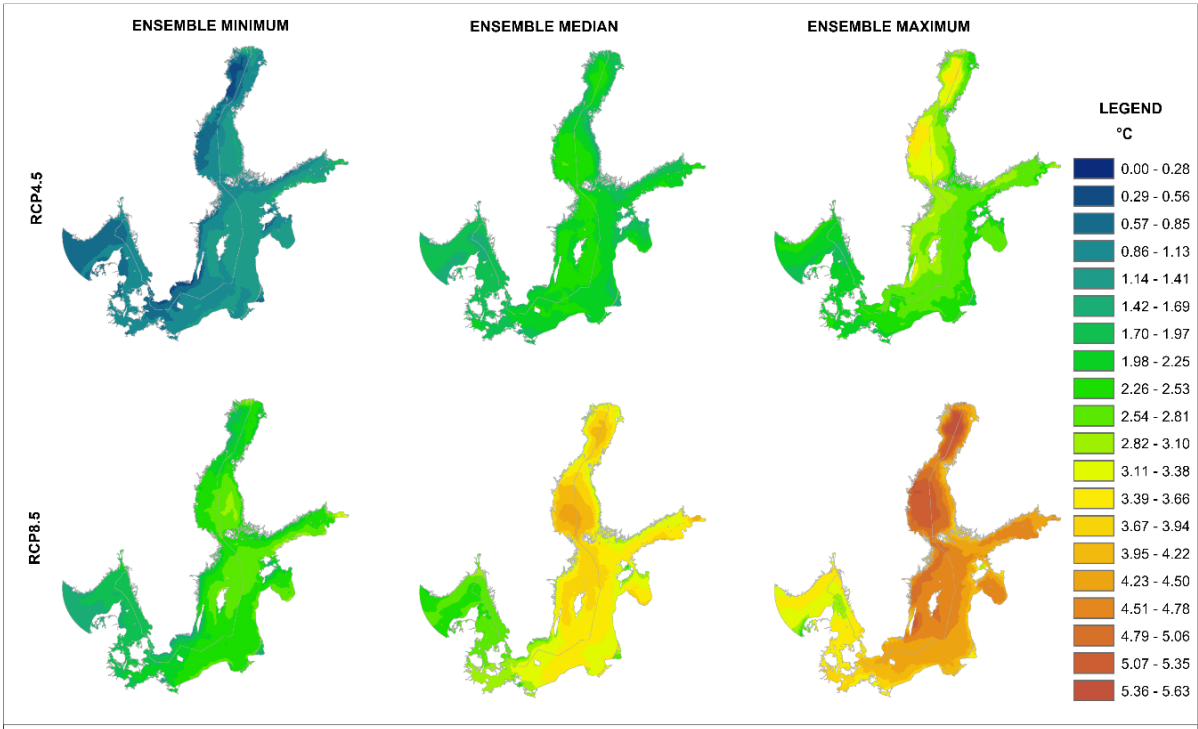 ENSEMBLE MINIMUM
ENSEMBLE MEDIAN
ENSEMBLE MAXIMUM
RCP4.5
RCP8.5
LEGEND
°C
0.00 - 0.28
0.29 - 0.56
0.57 - 0.85
0.86 - 1.13
1.14 - 1.41
1.42 - 1.69
1.70 - 1.97
1.98 - 2.25
2.26 - 2.53
2.54 - 2.81
2.82 - 3.10
3.11 - 3.38
3.39 - 3.66
3.67 - 3.94
3.95 - 4.22
4.23 - 4.50
4.51 - 4.78
4.79 - 5.06
5.07 - 5.35
5.36 - 5.63